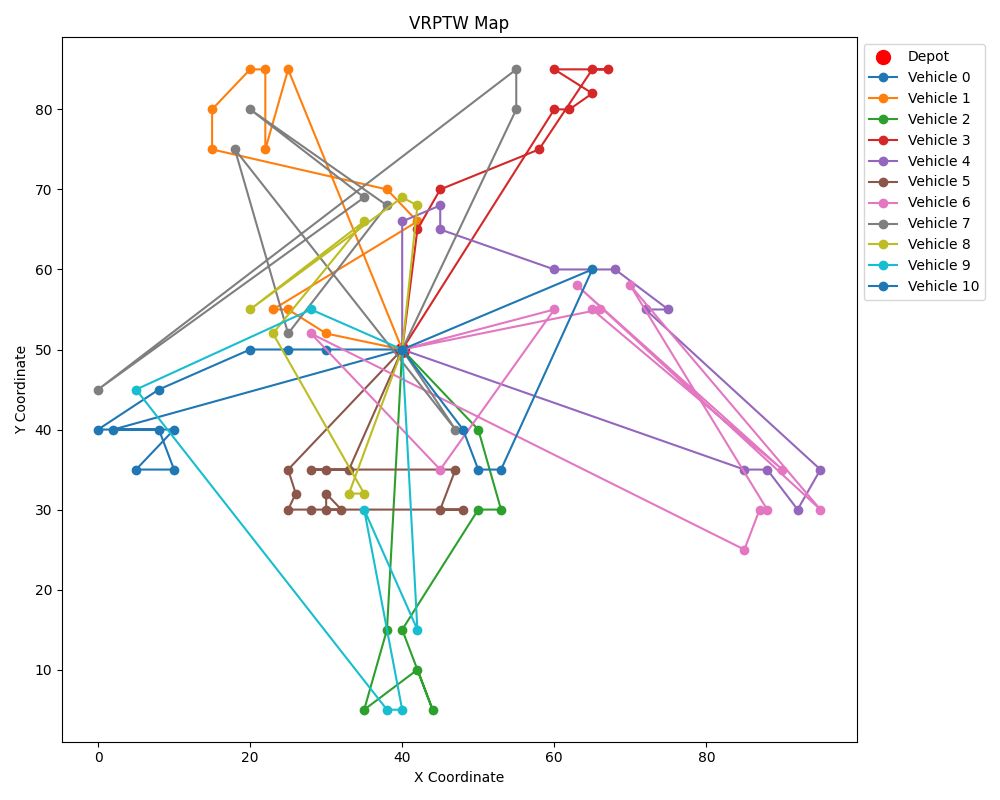 VRPTW Map
Y Coordinate
80
70
60
50
40
30
20
10
0
20
40
60
80
X Coordinate
Depot
Vehicle 0
Vehicle 1
Vehicle 2
Vehicle 3
Vehicle 4
Vehicle 5
Vehicle 6
Vehicle 7
Vehicle 8
Vehicle 9
Vehicle 10